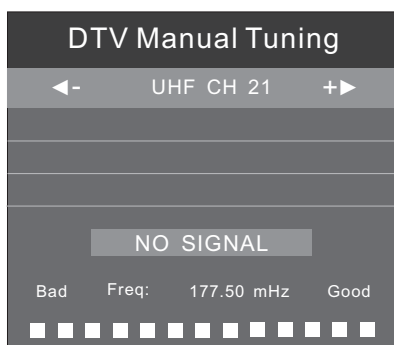 DTV Manual Tuning
◄- UHF CH 21 +►
NO SIGNAL
Bad Freq: 177.50 mHz Good